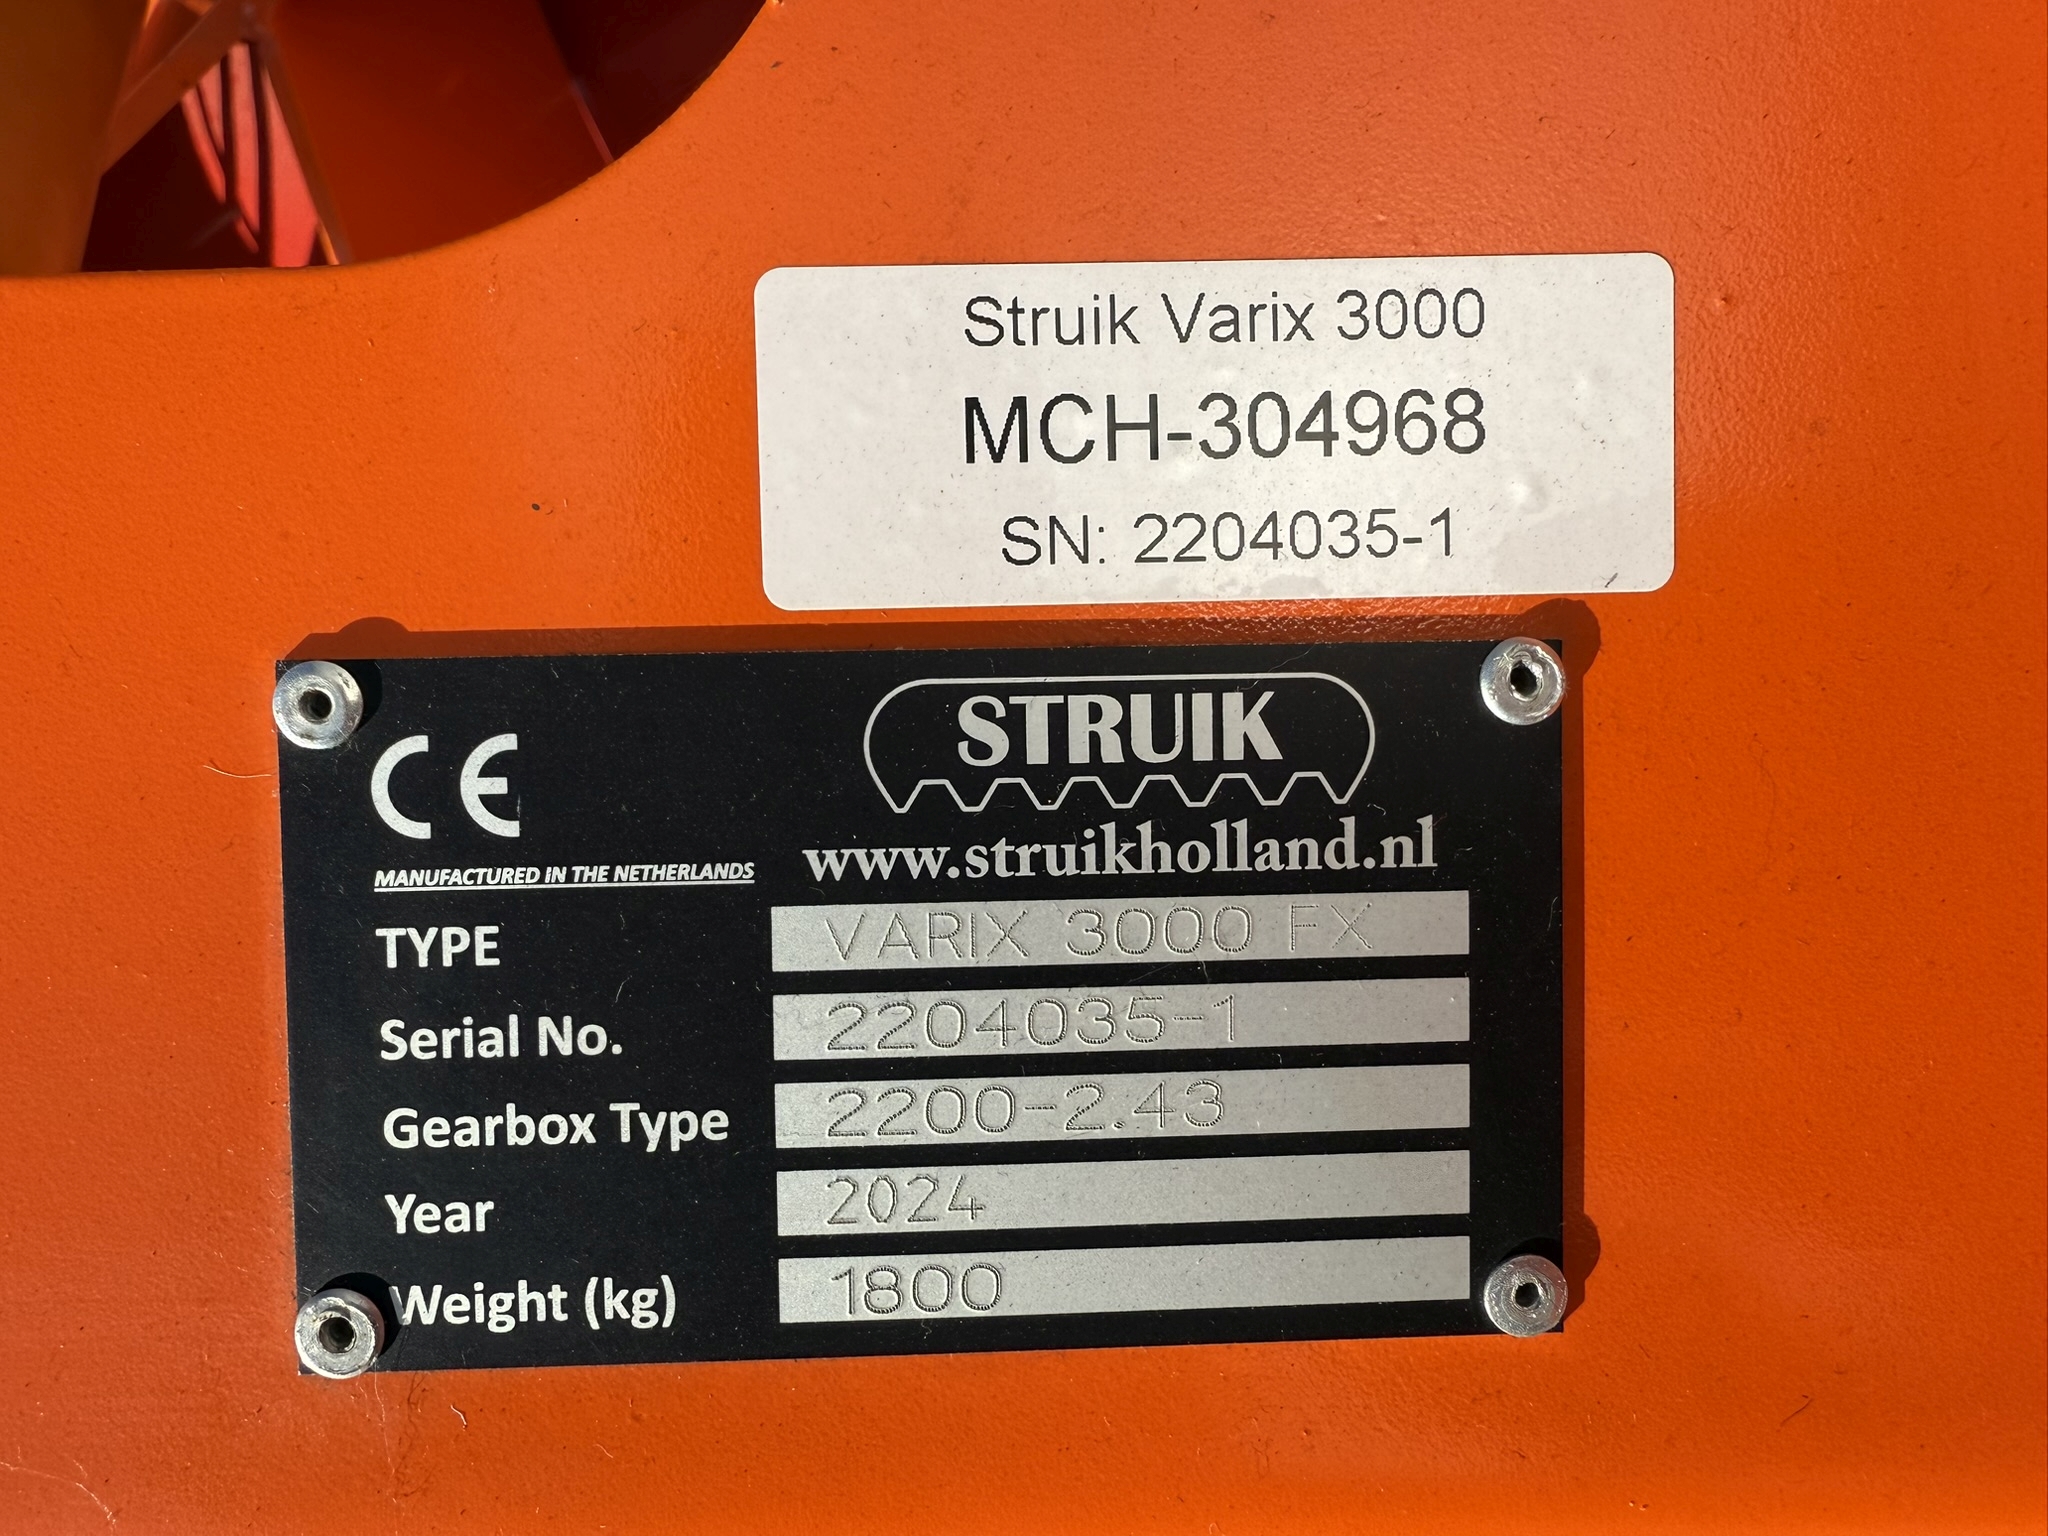 Struik Varix 3000
MCH-304968
SN: 2204035-1
CE
STRUIK
www.struikholland.nl
MANUFACTURED IN THE NETHERLANDS
TYPE VARIX 3000 FX
Serial No. 2204035-1
Gearbox Type 2200-2.43
Year 2024
Weight (kg) 1800